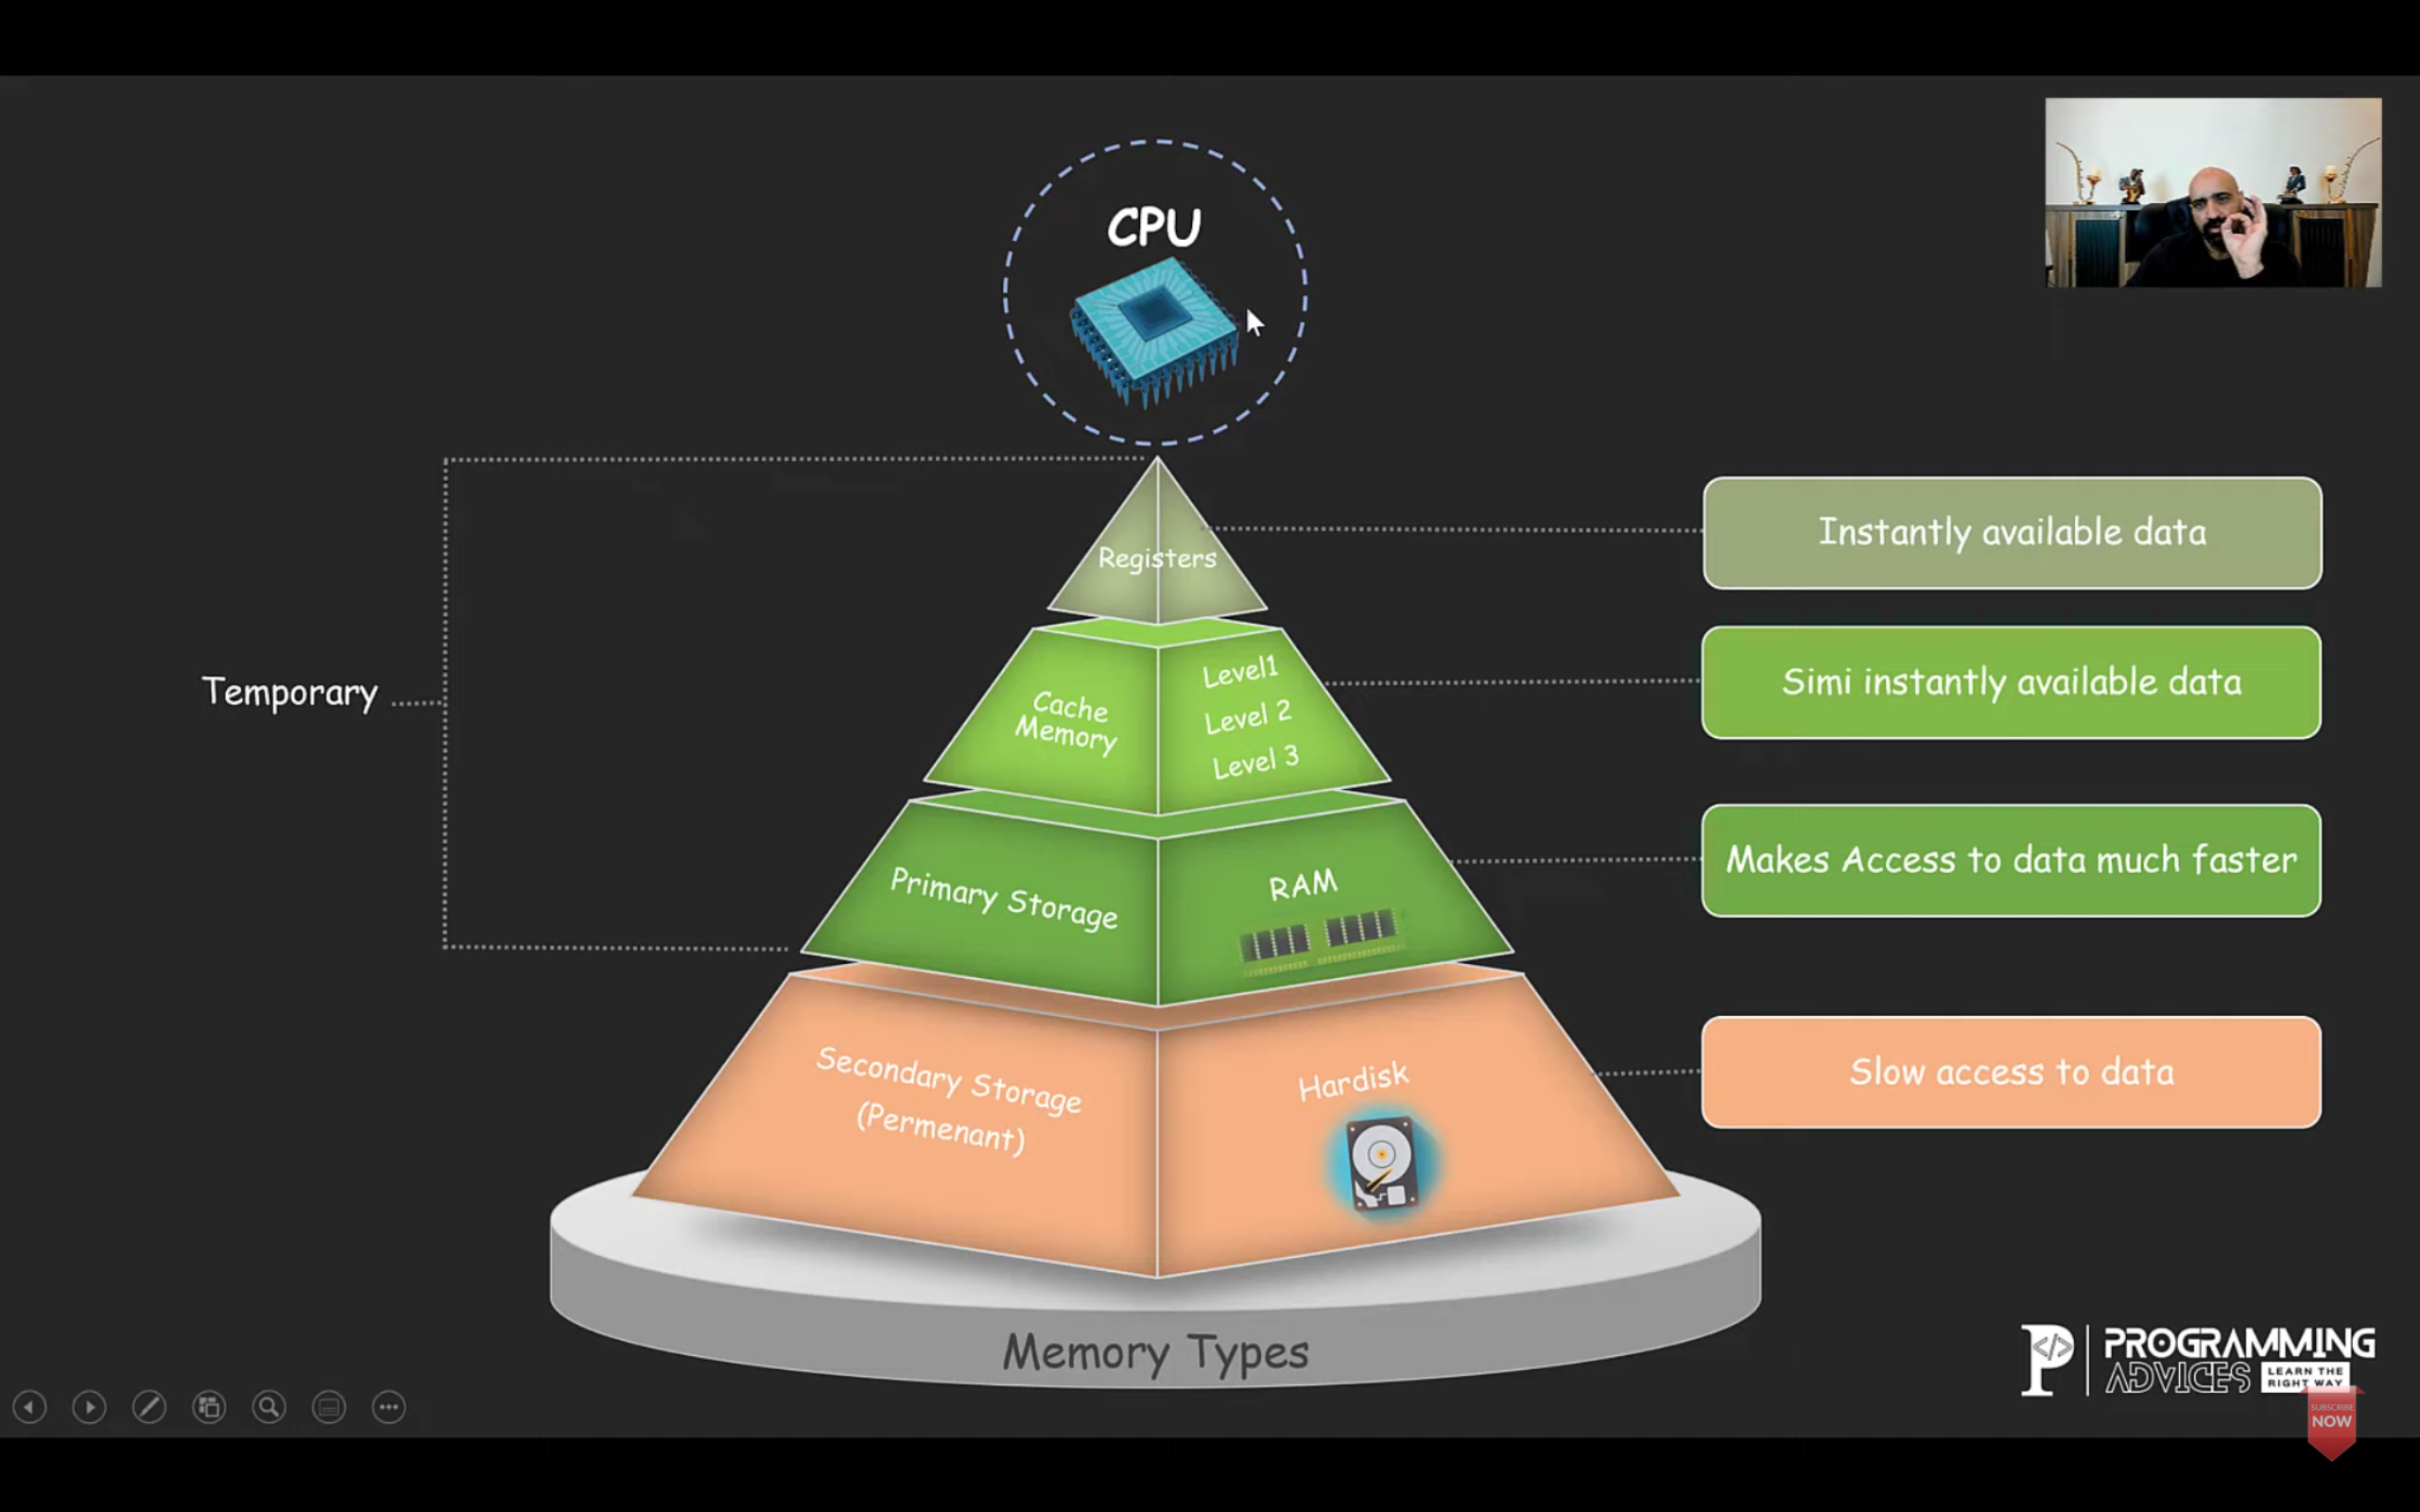 CPU
Registers
Instantly available data
Cache
Memory
Level1
Level 2
Level 3
Simi instantly available data
Temporary
Primary Storage
RAM
Makes Access to data much faster
Secondary Storage
(Permenant)
Hardisk
Slow access to data
Memory Types
P </>
PROGRAMMING
ADVICES
LEARN THE
RIGHT WAY
SUBSCRIBE
NOW